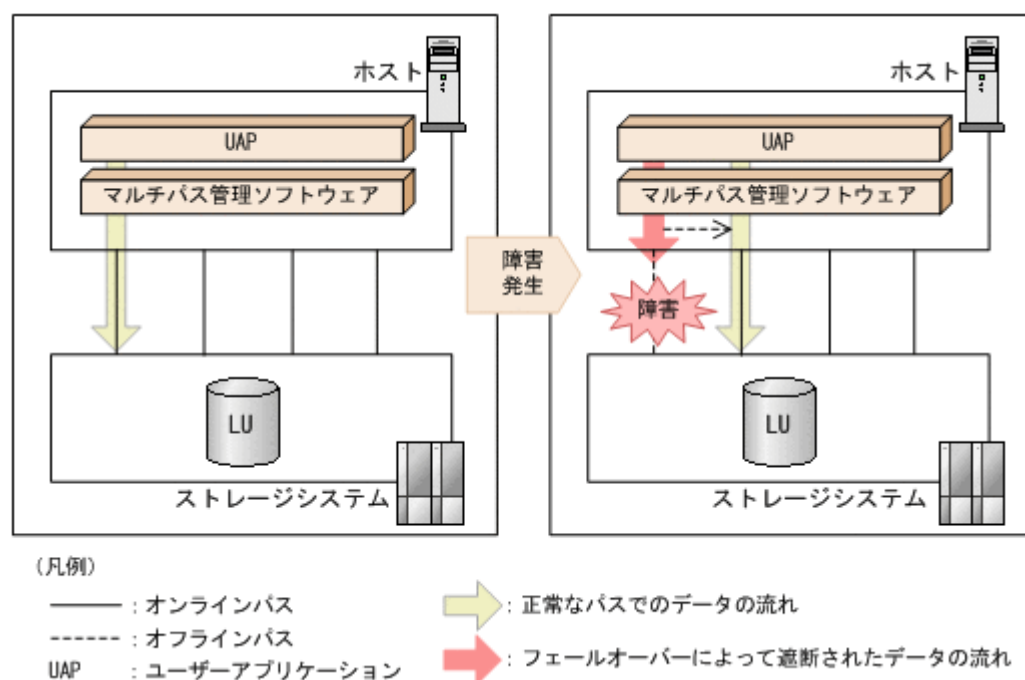 ホスト
UAP
マルチパス管理ソフトウェア
LU
ストレージシステム
障害
発生
ホスト
UAP
マルチパス管理ソフトウェア
障害
LU
ストレージシステム
(凡例)
: オンラインパス
: オフラインパス
UAP : ユーザーアプリケーション
: 正常なパスでのデータの流れ
: フェールオーバーによって遮断されたデータの流れ